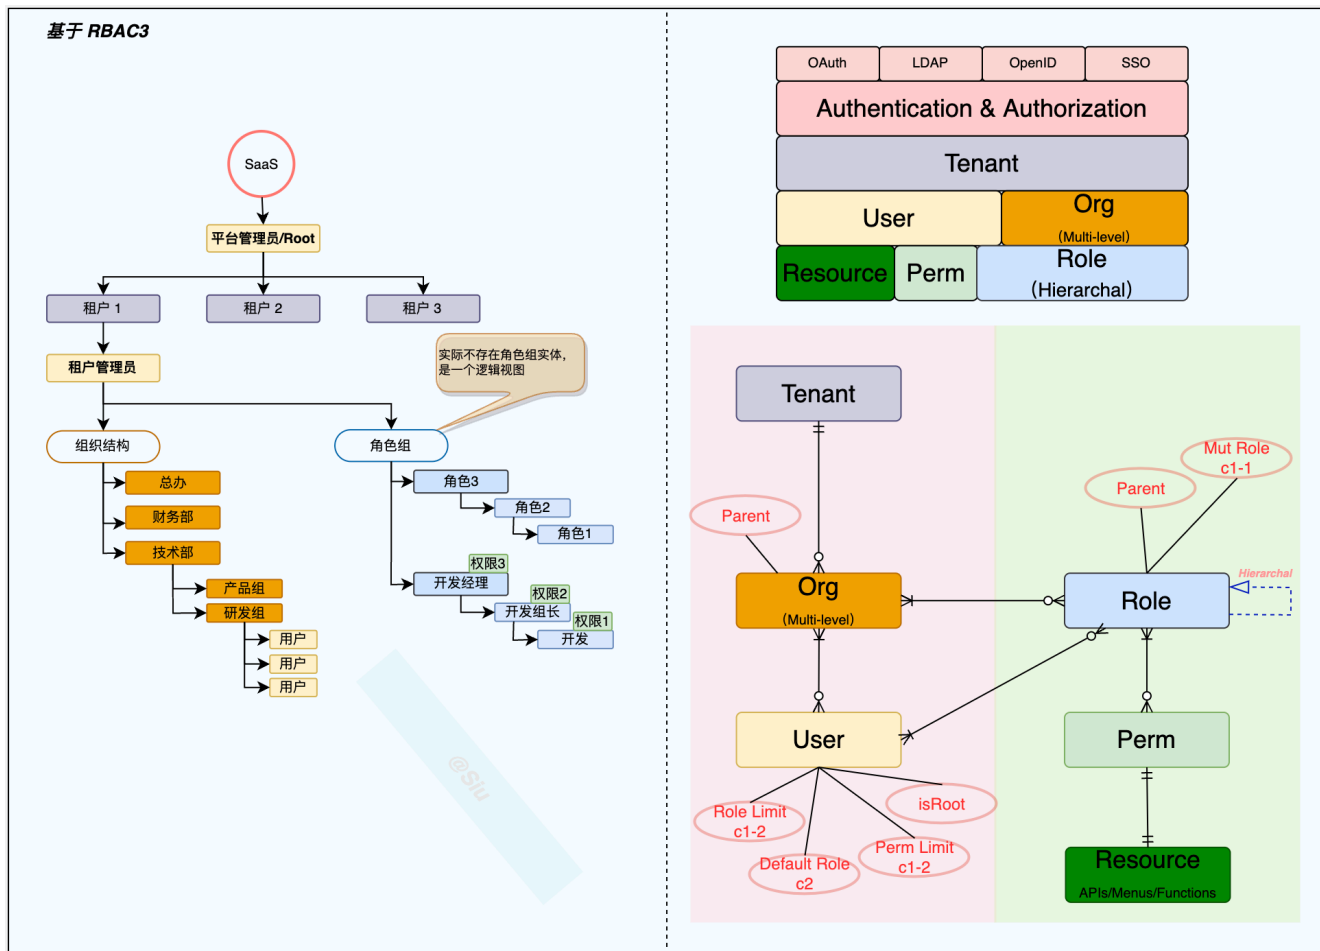 基于 RBAC3
SaaS
平台管理员/Root
租户 1
租户 2
租户 3
租户管理员
实际不存在角色组实体，
是一个逻辑视图
组织结构
角色组
总办
财务部
技术部
产品组
研发组
用户
用户
用户
角色3
角色2
角色1
权限3
开发经理
权限2
开发组长
权限1
开发
@Siu
OAuth
LDAP
OpenID
SSO
Authentication & Authorization
Tenant
User
Org
(Multi-level)
Resource
Perm
Role
（Hierarchal）
Tenant
Parent
Org
(Multi-level)
User
Role Limit
c1-2
Default Role
c2
Perm Limit
c1-2
isRoot
Mut Role
c1-1
Parent
Hierarchal
Role
Perm
Resource
APIs/Menus/Functions